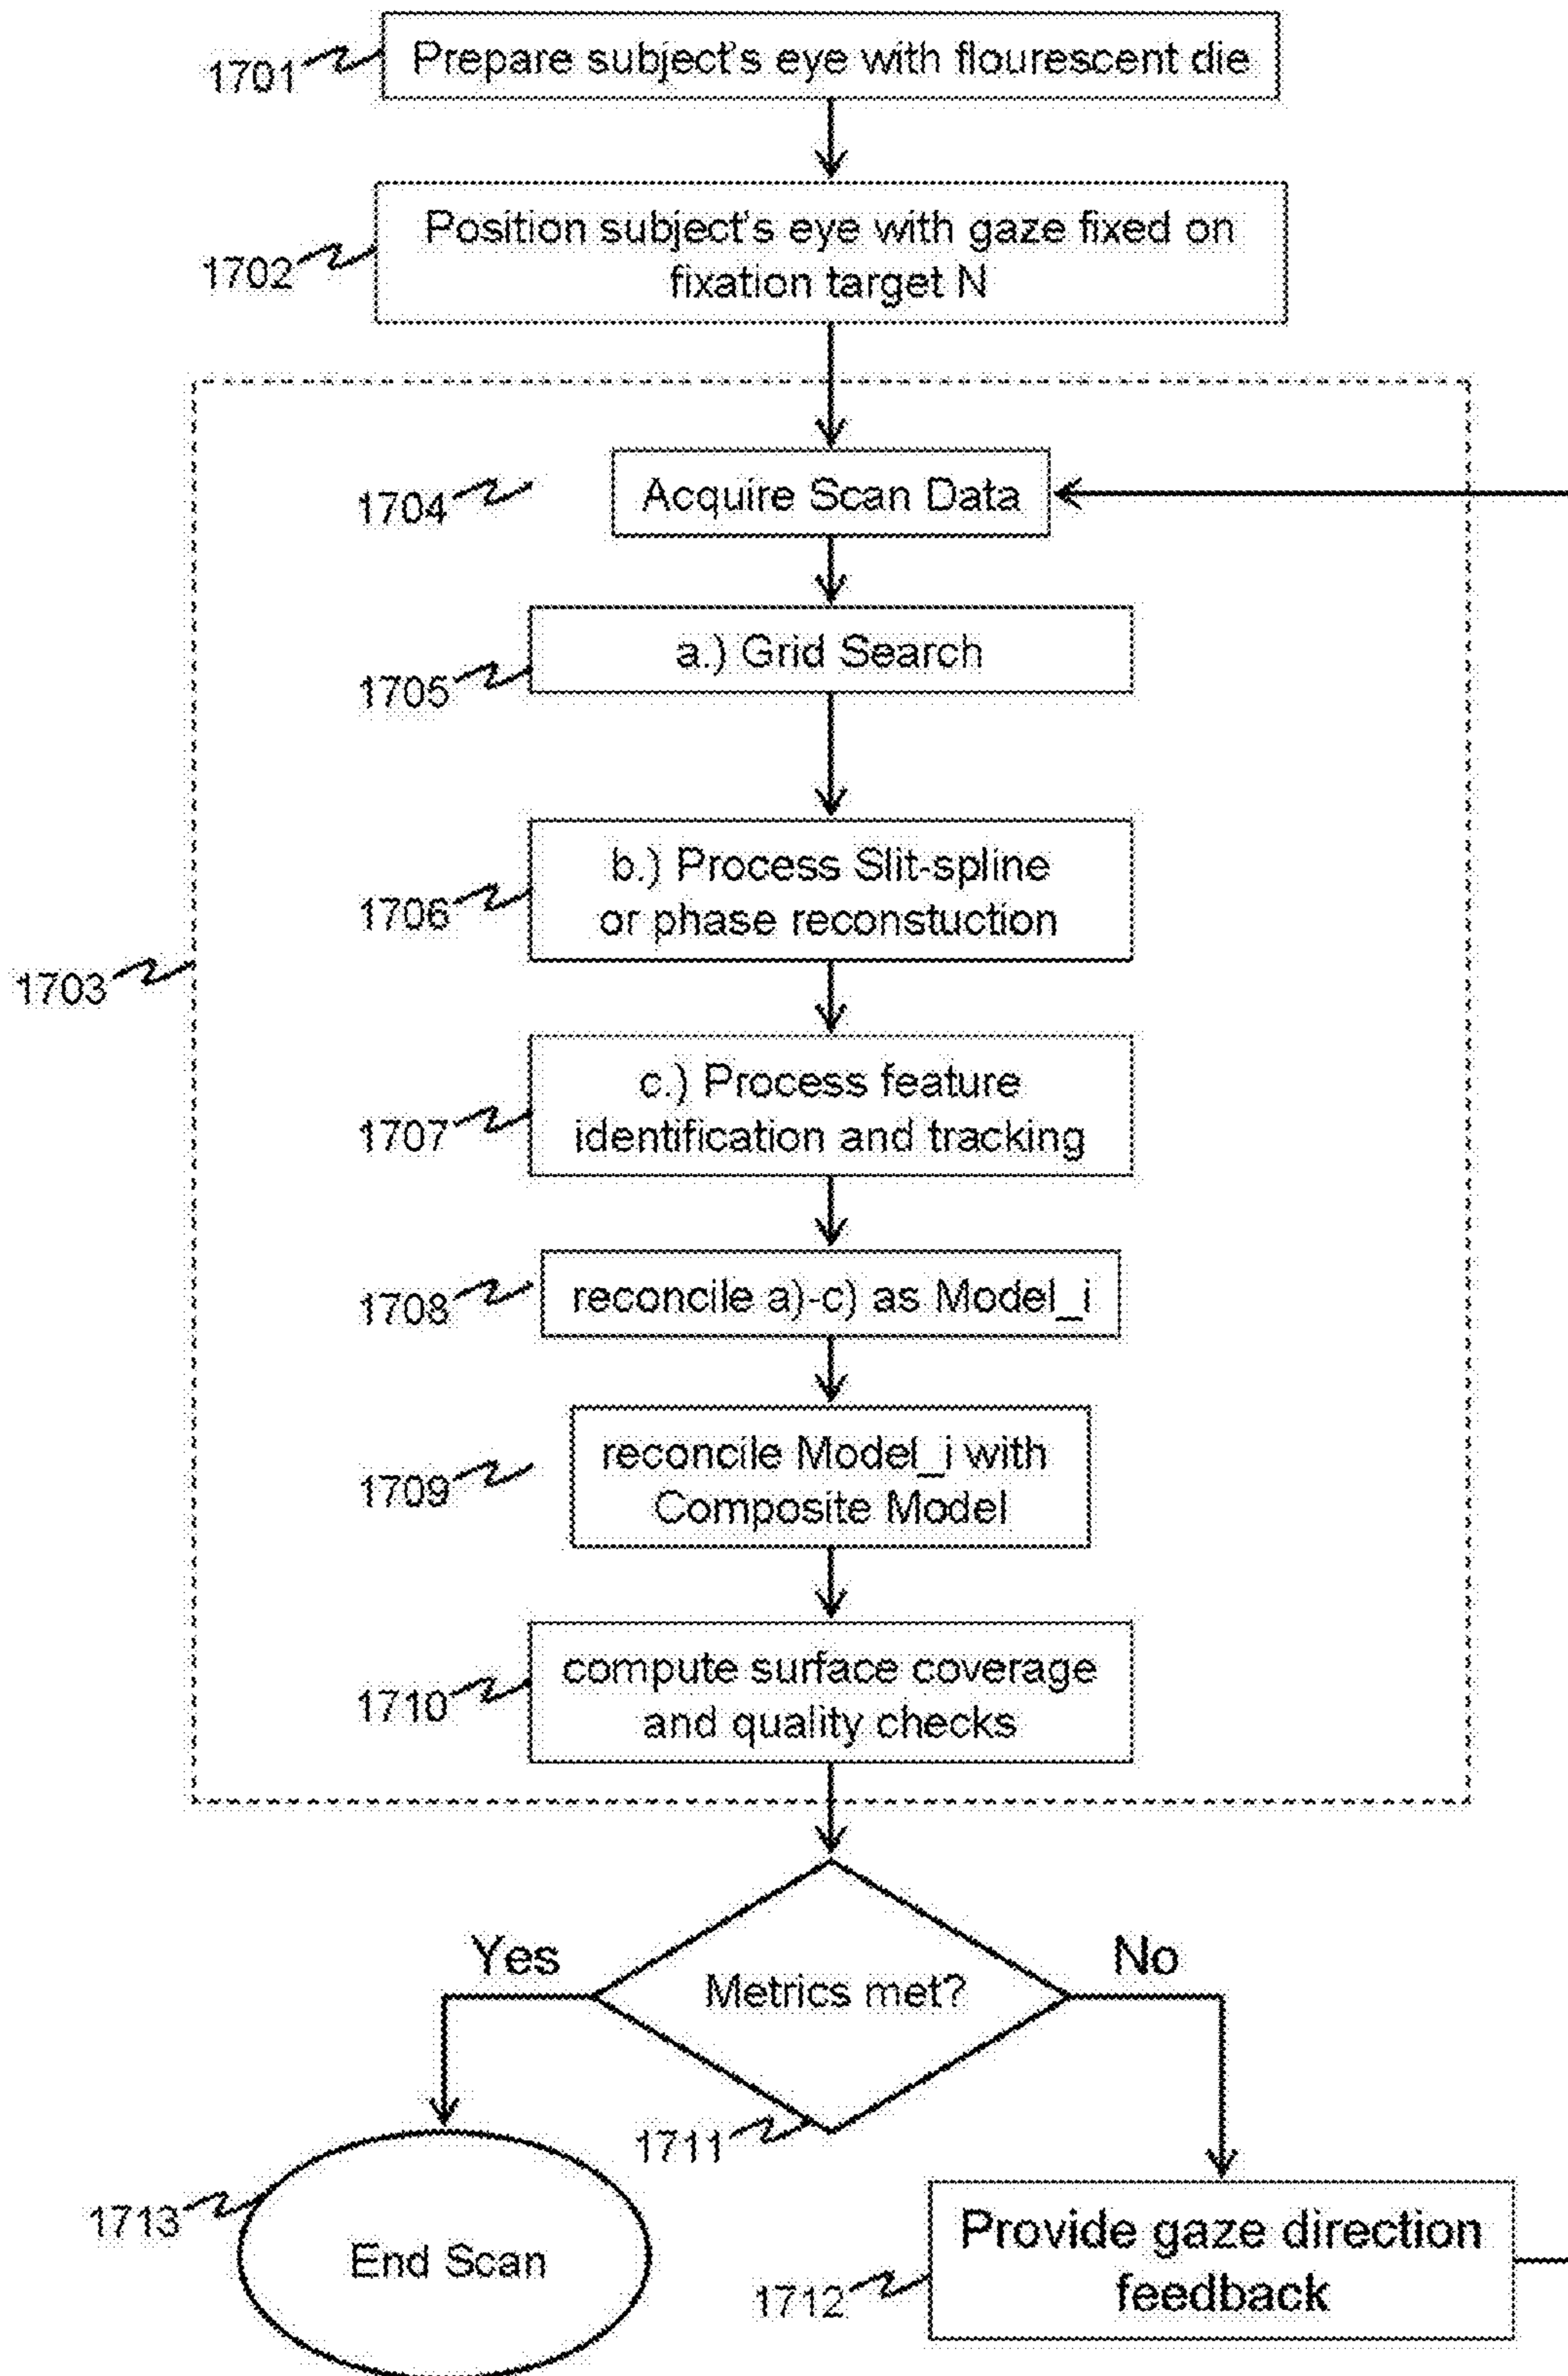 1701
Prepare subject's eye with flourescent die
1702
Position subject's eye with gaze fixed on
fixation target N
1703
1704
Acquire Scan Data
1705
a.) Grid Search
1706
b.) Process Slit-spline
or phase reconstuction
1707
c.) Process feature
identification and tracking
1708
reconcile a)-c) as Model_i
1709
reconcile Model_i with
Composite Model
1710
compute surface coverage
and quality checks
Yes
Metrics met?
No
1711
1713
End Scan
1712
Provide gaze direction
feedback